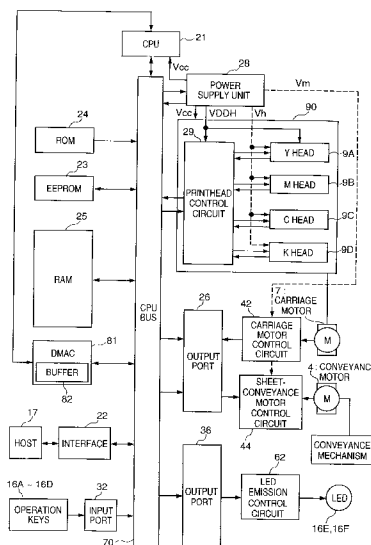 21
CPU
Vcc
28
POWER
SUPPLY UNIT
Vm
24
ROM
Vcc
VDDH
Vh
90
29
PRINTHEAD
CONTROL
CIRCUIT
Y HEAD
9A
M HEAD
9B
C HEAD
9C
K HEAD
9D
23
EEPROM
25
RAM
CPU
BUS
7 :
CARRIAGE
MOTOR
26
OUTPUT
PORT
42
CARRIAGE
MOTOR
CONTROL
CIRCUIT
M
81
DMAC
BUFFER
82
4 : CONVEYANCE
MOTOR
SHEET-
CONVEYANCE
MOTOR
CONTROL
CIRCUIT
44
M
17
HOST
22
INTERFACE
CONVEYANCE
MECHANISM
36
OUTPUT
PORT
62
LED
EMISSION
CONTROL
CIRCUIT
LED
16E,16F
16A - 16D
OPERATION
KEYS
32
INPUT
PORT
70